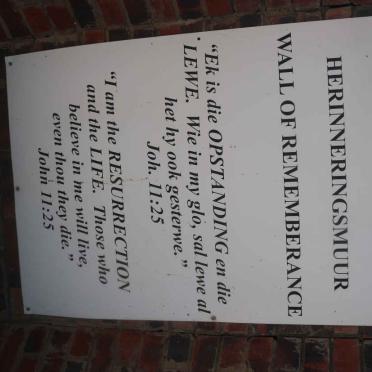 HERINNERINGSMUUR
WALL OF REMEMBERANCE
“Ek is die OPSTANDING en die
LEWE. Wie in my glo, sal lewe al
het hy ook gesterwe.”
Joh. 11:25
“I am the RESURRECTION
and the LIFE. Those who
believe in me will live,
even thou they die.”
John 11:25